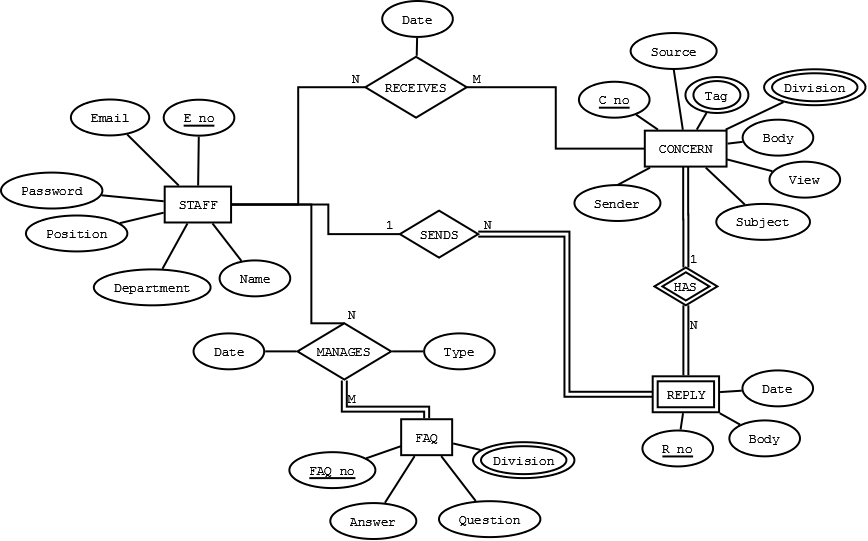 Date
Source
N
RECEIVES
M
Tag
Division
C no
Email
E no
Body
CONCERN
View
Password
STAFF
Sender
Subject
Position
1
SENDS
N
Department
Name
1
HAS
N
N
Date
MANAGES
Type
M
REPLY
Date
FAQ
Body
R no
FAQ no
Division
Answer
Question